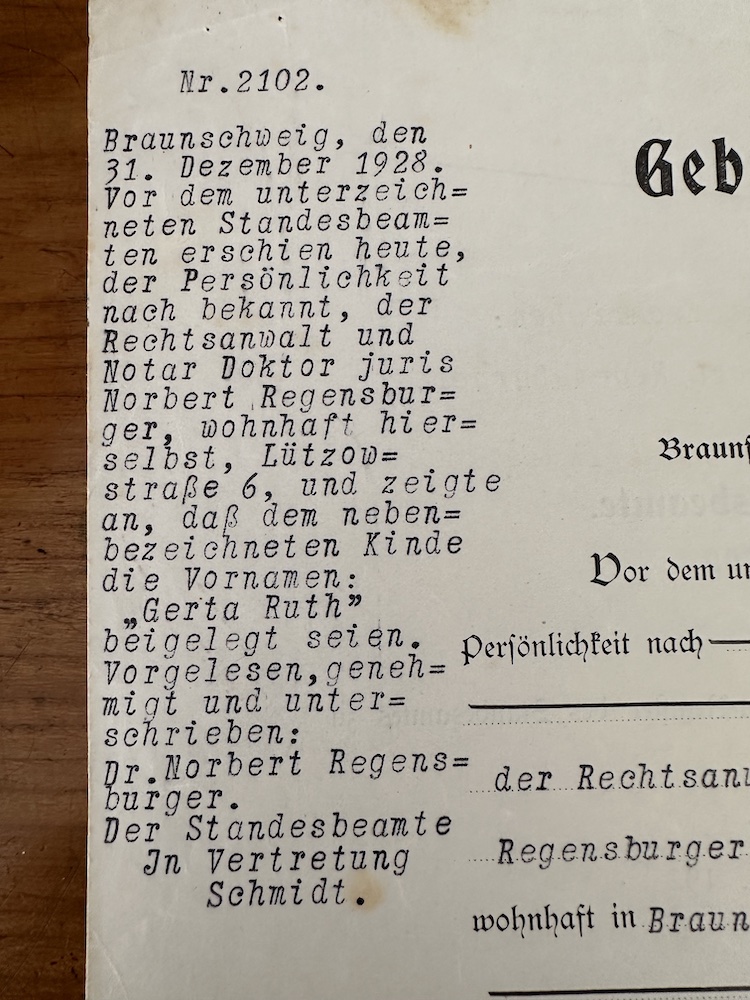 Nr.2102.
Braunschweig, den
31. Dezember 1928.
Vor dem unterzeich=
neten Standesbeam=
ten erschien heute,
der Persönlichkeit
nach bekannt, der
Rechtsanwalt und
Notar Doktor juris
Norbert Regensbur=
ger, wohnhaft hier=
selbst, Lützow=
straße 6, und zeigte
an, daß dem neben=
bezeichneten Kinde
die Vornamen:
„Gerta Ruth”
beigelegt seien.
Vorgelesen,geneh=
migt und unter=
schrieben:
Dr.Norbert Regens=
burger.
Der Standesbeamte
In Vertretung
Schmidt.
Geb
Brauns
Vor dem un
Persönlichkeit nach
der Rechtsanw
Regensburger
wohnhaft in Braun